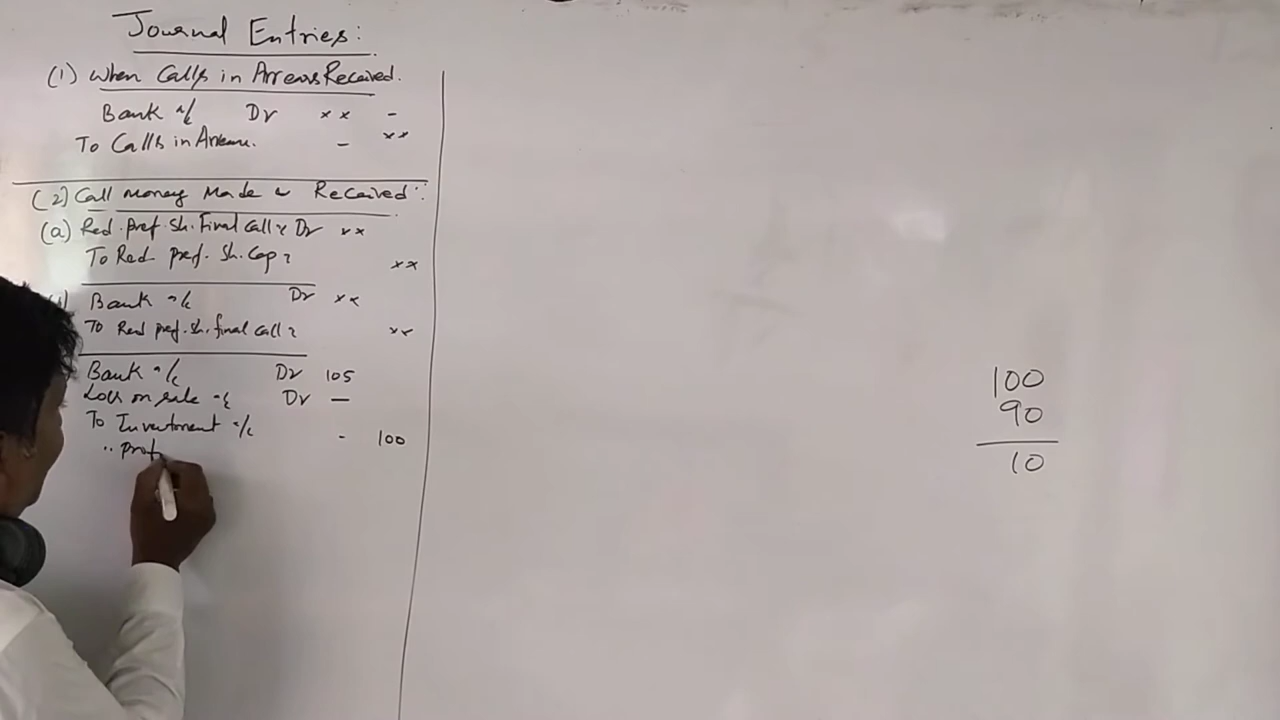 Journal Entries:
(1) When Calls in Arrears Received.
Bank a/c Dr xx -
To Calls in Arrears. - xx
(2) Call money Made & Received:
(a) Red. pref. Sh. Final Call Dr xx
To Red. pref. Sh. Cap xx
Bank a/c Dr xx
To Red pref. sh. final call xx
Bank a/c Dr 105
Loss on sale a/c Dr —
To Investment a/c - 100
" prof
100
90
10